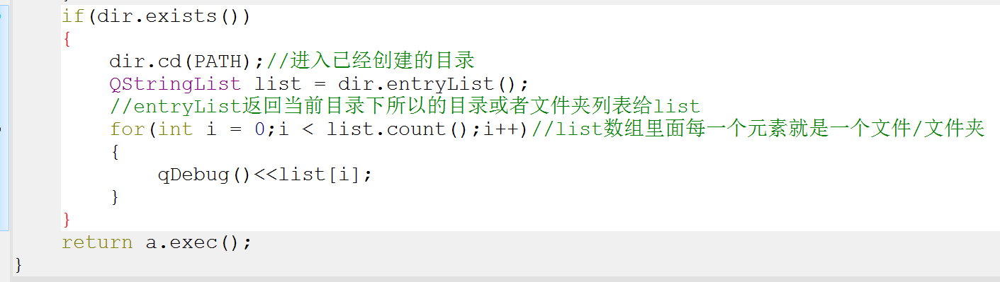 if(dir.exists())
{
dir.cd(PATH);//进入已经创建的目录
QStringList list = dir.entryList();
//entryList返回当前目录下所以的目录或者文件夹列表给list
for(int i = 0;i < list.count();i++)//list数组里面每一个元素就是一个文件/文件夹
{
qDebug()<<list[i];
}
}
return a.exec();
}